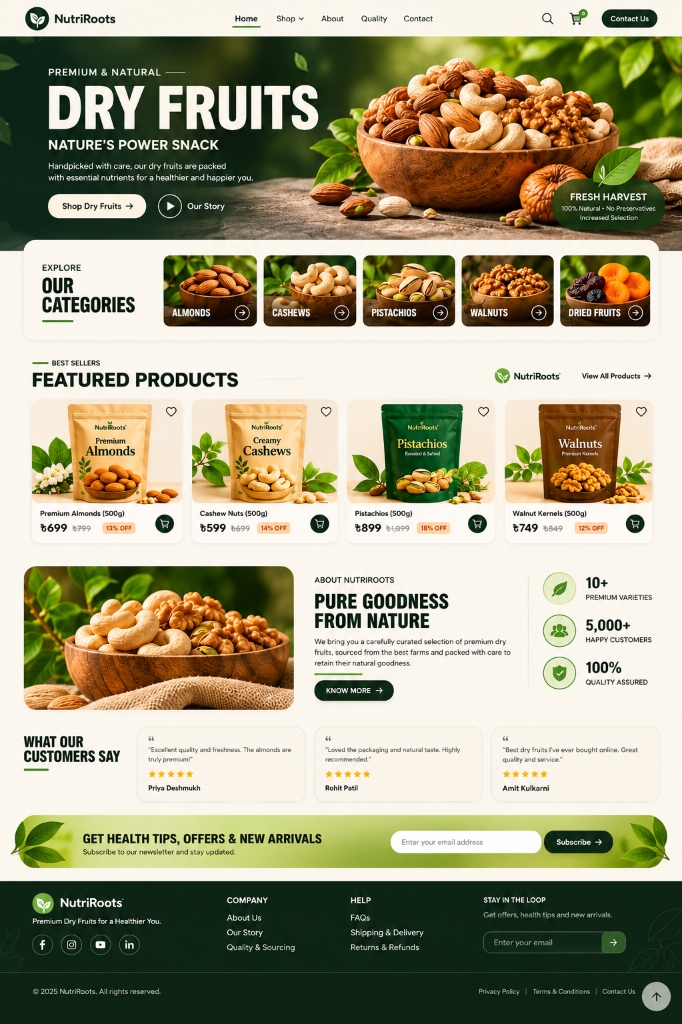 NutriRoots
Home
Shop
About
Quality
Contact
0
Contact Us
PREMIUM & NATURAL
DRY FRUITS
NATURE'S POWER SNACK
Handpicked with care, our dry fruits are packed
with essential nutrients for a healthier and happier you.
Shop Dry Fruits →
Our Story
FRESH HARVEST
100% Natural • No Preservatives
Increased Selection
EXPLORE
OUR
CATEGORIES
ALMONDS
CASHEWS
PISTACHIOS
WALNUTS
DRIED FRUITS
BEST SELLERS
FEATURED PRODUCTS
NutriRoots
View All Products →
NutriRoots
Premium
Almonds
NutriRoots
Creamy
Cashews
NutriRoots
Pistachios
Roasted & Salted
NutriRoots
Walnuts
Premium Kernels
Premium Almonds (500g)
৳699 ৳799 13% OFF
Cashew Nuts (500g)
৳599 ৳699 14% OFF
Pistachios (500g)
৳899 ৳1,099 18% OFF
Walnut Kernels (500g)
৳749 ৳849 12% OFF
ABOUT NUTRIROOTS
PURE GOODNESS
FROM NATURE
We bring you a carefully curated selection of premium dry
fruits, sourced from the best farms and packed with care to
retain their natural goodness.
KNOW MORE →
10+
PREMIUM VARIETIES
5,000+
HAPPY CUSTOMERS
100%
QUALITY ASSURED
WHAT OUR
CUSTOMERS SAY
“
"Excellent quality and freshness. The almonds are
truly premium!"
Priya Deshmukh
“
"Loved the packaging and natural taste. Highly
recommended."
Rohit Patil
“
"Best dry fruits I've ever bought online. Great
quality and service."
Amit Kulkarni
GET HEALTH TIPS, OFFERS & NEW ARRIVALS
Subscribe to our newsletter and stay updated.
Enter your email address
Subscribe →
NutriRoots
Premium Dry Fruits for a Healthier You.
COMPANY
About Us
Our Story
Quality & Sourcing
HELP
FAQs
Shipping & Delivery
Returns & Refunds
STAY IN THE LOOP
Get offers, health tips and new arrivals.
Enter your email
© 2025 NutriRoots. All rights reserved.
Privacy Policy | Terms & Conditions | Contact Us